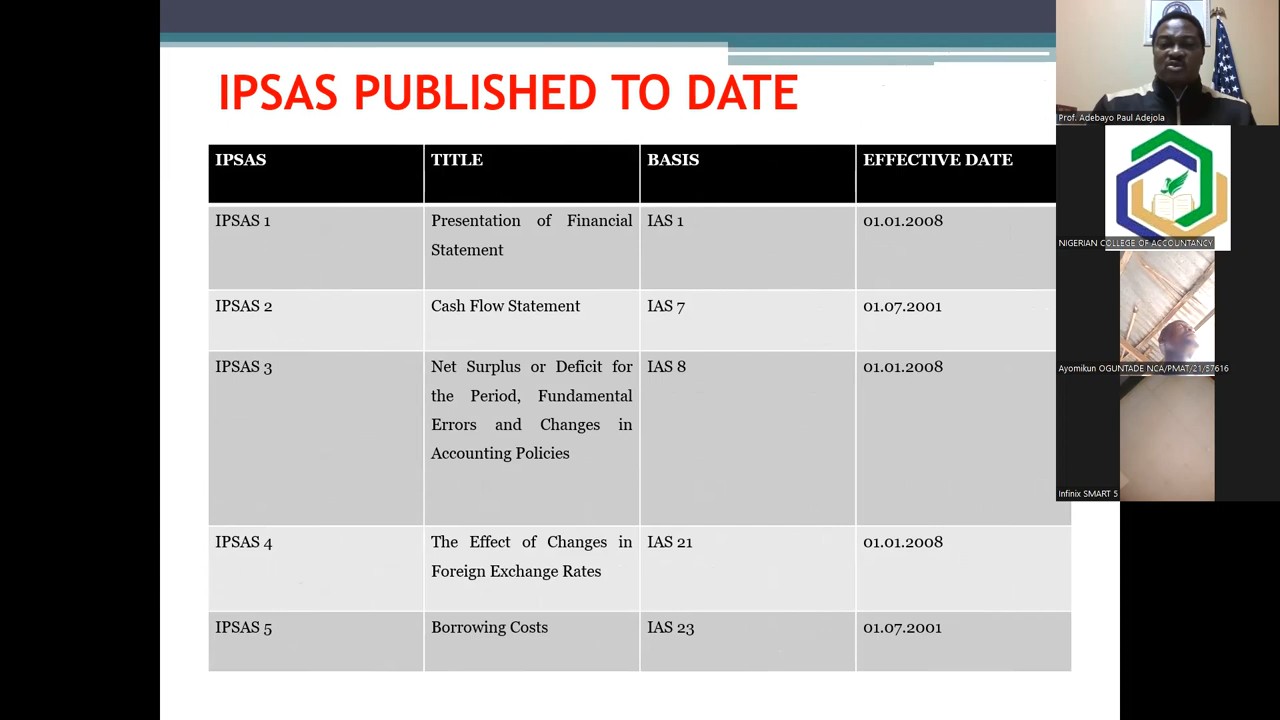 IPSAS PUBLISHED TO DATE
IPSAS
TITLE
BASIS
EFFECTIVE DATE
IPSAS 1
Presentation of Financial
Statement
IAS 1
01.01.2008
IPSAS 2
Cash Flow Statement
IAS 7
01.07.2001
IPSAS 3
Net Surplus or Deficit for
the Period, Fundamental
Errors and Changes in
Accounting Policies
IAS 8
01.01.2008
IPSAS 4
The Effect of Changes in
Foreign Exchange Rates
IAS 21
01.01.2008
IPSAS 5
Borrowing Costs
IAS 23
01.07.2001
Prof. Adebayo Paul Adejola
NIGERIAN COLLEGE OF ACCOUNTANCY
Ayomikun OGUNTADE NCA/PMAT/21/57616
Infinix SMART 5